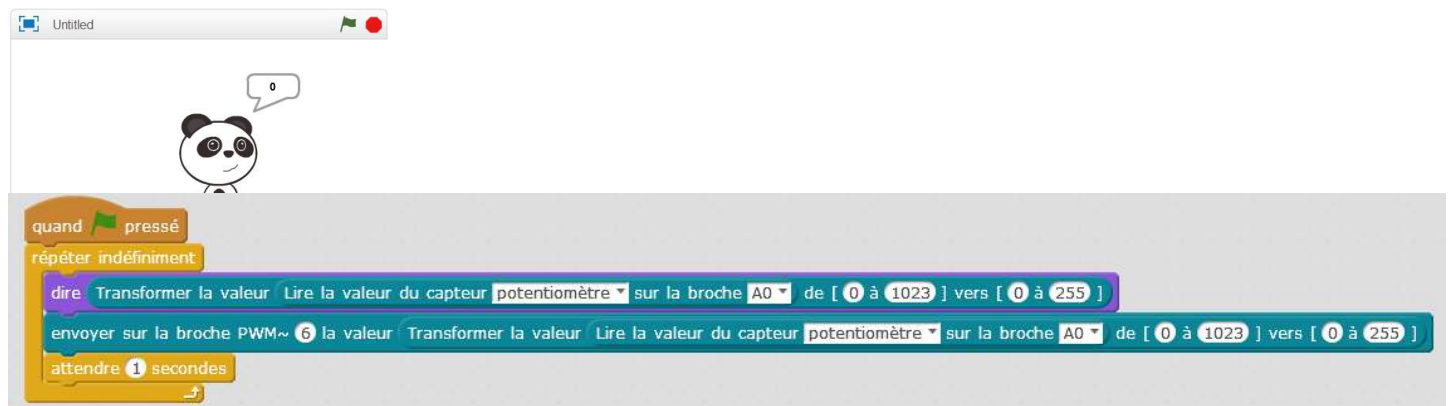 Untitled
0
quand pressé
répéter indéfiniment
dire Transformer la valeur Lire la valeur du capteur potentiomètre sur la broche A0 de [ 0 à 1023 ] vers [ 0 à 255 ]
envoyer sur la broche PWM~ 6 la valeur Transformer la valeur Lire la valeur du capteur potentiomètre sur la broche A0 de [ 0 à 1023 ] vers [ 0 à 255 ]
attendre 1 secondes